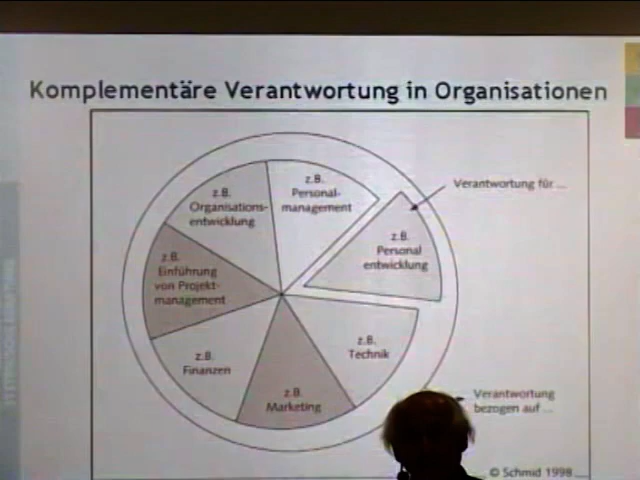 Komplementäre Verantwortung in Organisationen
z.B.
Organisations-
entwicklung
z.B.
Personal-
management
Verantwortung für ...
z.B.
Personal
entwicklung
z.B.
Einführung
von Projekt-
management
z.B.
Technik
z.B.
Finanzen
z.B.
Marketing
Verantwortung
bezogen auf ...
© Schmid 1998